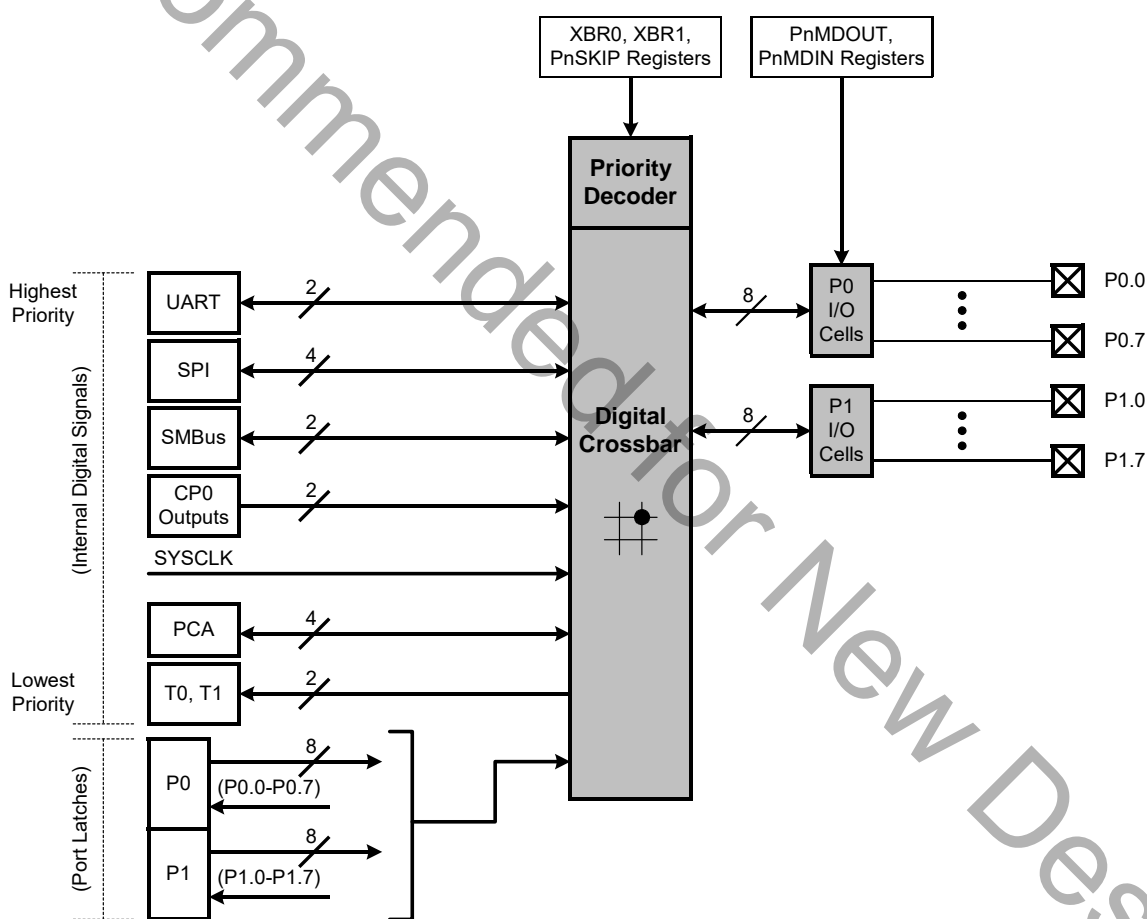 XBR0, XBR1,
PnSKIP Registers
PnMDOUT,
PnMDIN Registers
Priority
Decoder
Highest
Priority
UART
2
8
P0
I/O
Cells
P0.0
P0.7
SPI
4
(Internal Digital Signals)
SMBus
2
Digital
Crossbar
8
P1
I/O
Cells
P1.0
P1.7
CP0
Outputs
2
SYSCLK
PCA
4
Lowest
Priority
T0, T1
2
(Port Latches)
P0
8
(P0.0-P0.7)
P1
8
(P1.0-P1.7)
ommended for New Des